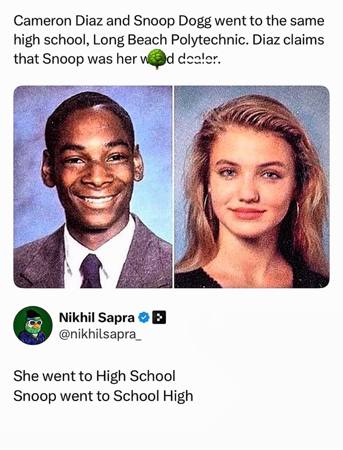 Cameron Diaz and Snoop Dogg went to the same
high school, Long Beach Polytechnic. Diaz claims
that Snoop was her w🥦d dealer.
Nikhil Sapra
@nikhilsapra_
She went to High School
Snoop went to School High